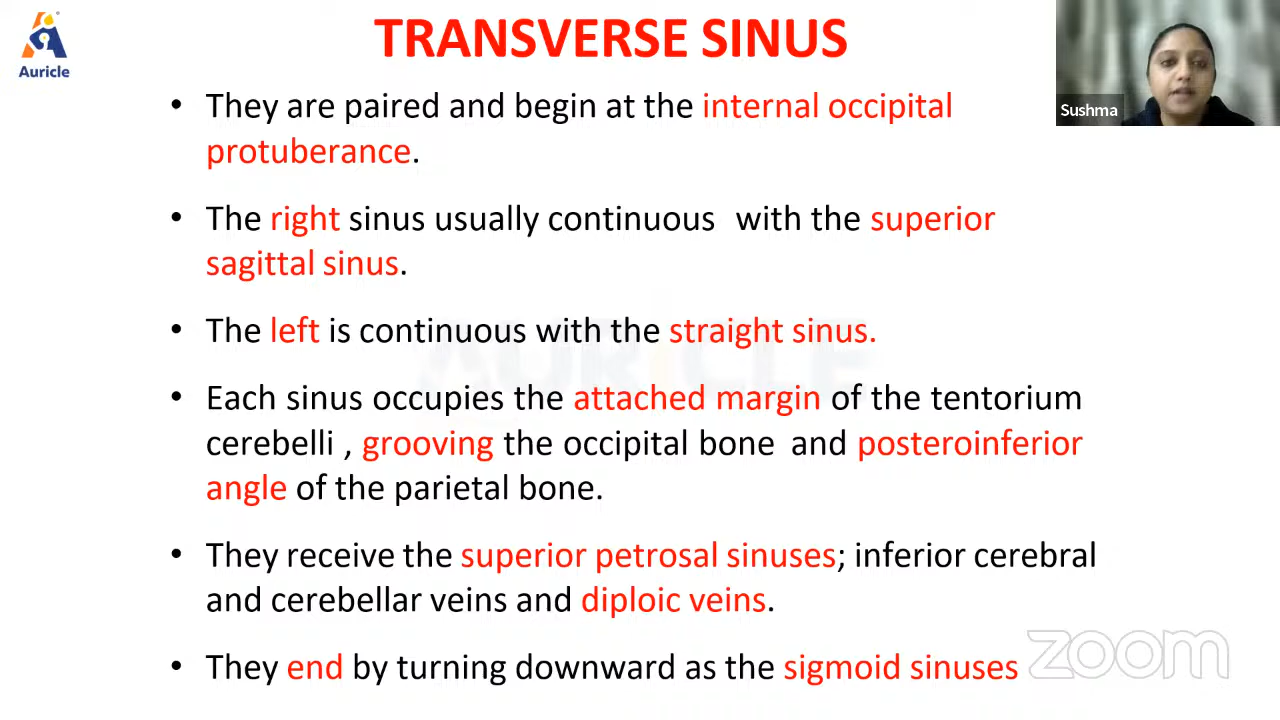 TRANSVERSE SINUS
Auricle
Sushma
• They are paired and begin at the internal occipital
protuberance.
• The right sinus usually continuous with the superior
sagittal sinus.
• The left is continuous with the straight sinus.
• Each sinus occupies the attached margin of the tentorium
cerebelli , grooving the occipital bone and posteroinferior
angle of the parietal bone.
• They receive the superior petrosal sinuses; inferior cerebral
and cerebellar veins and diploic veins.
• They end by turning downward as the sigmoid sinuses
zoom
AURICLE